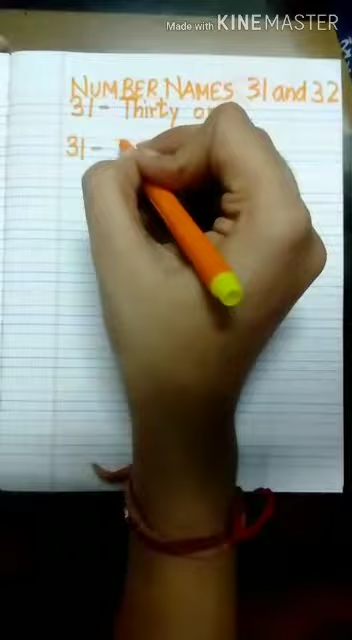 Made with KINEMASTER
NUMBER NAMES 31 and 32
31 - Thirty o
31 -